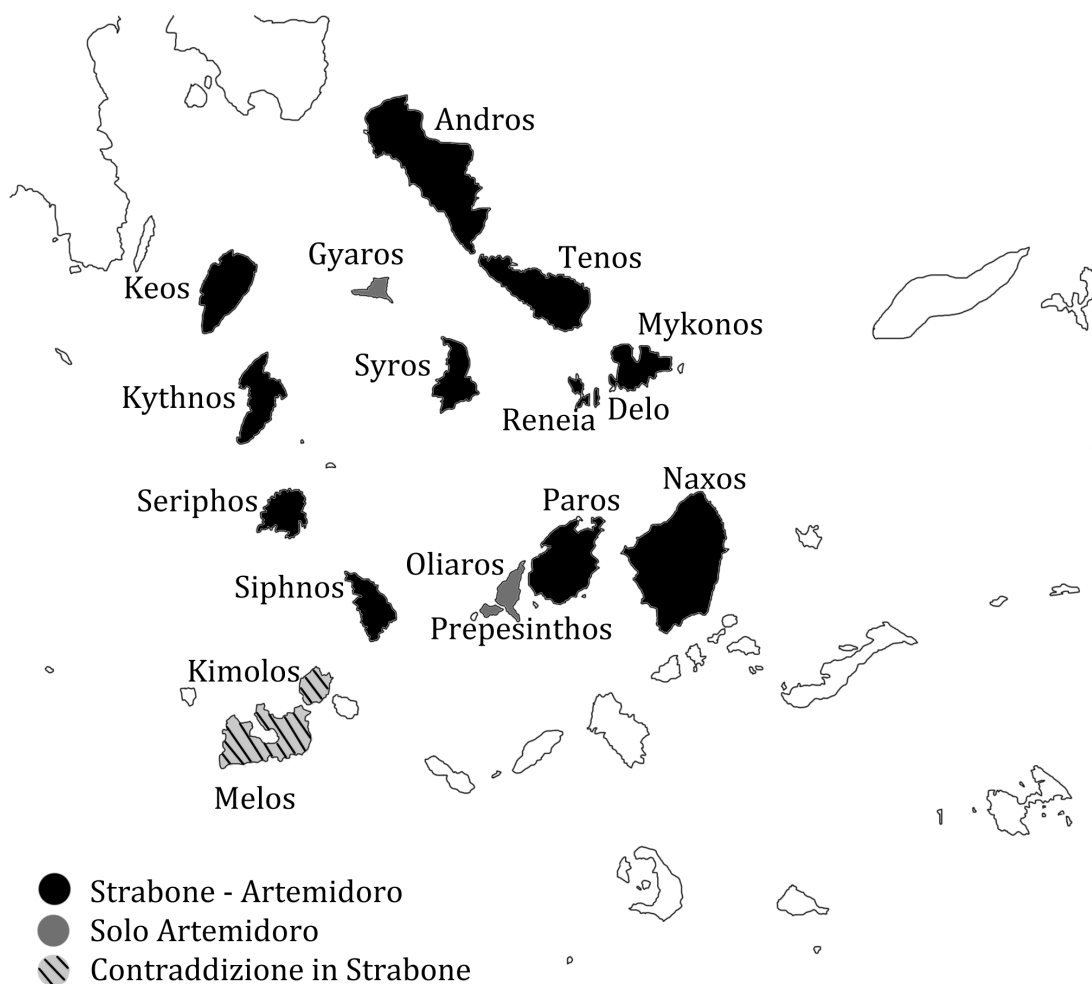 Andros
Gyaros
Tenos
Keos
Mykonos
Syros
Kythnos
Delo
Reneia
Naxos
Paros
Seriphos
Oliaros
Siphnos
Prepesinthos
Kimolos
Melos
Strabone - Artemidoro
Solo Artemidoro
Contraddizione in Strabone